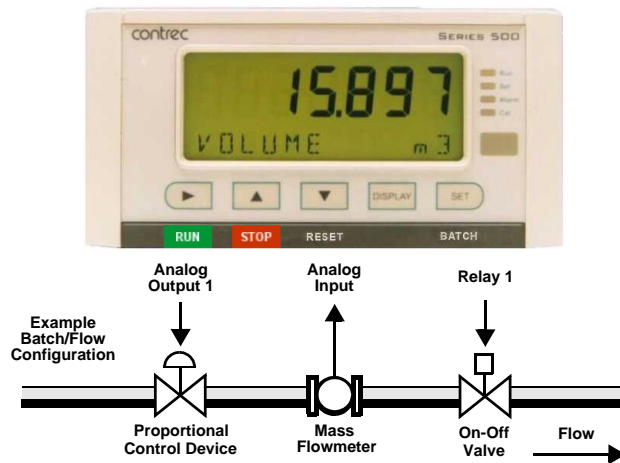 contrec SERIES 500
15.897
VOLUME m3
Run
Set
Alarm
Cal
DISPLAY SET
RUN STOP RESET BATCH
Analog
Output 1
Analog
Input
Relay 1
Example
Batch/Flow
Configuration
Proportional
Control Device
Mass
Flowmeter
On-Off
Valve
Flow